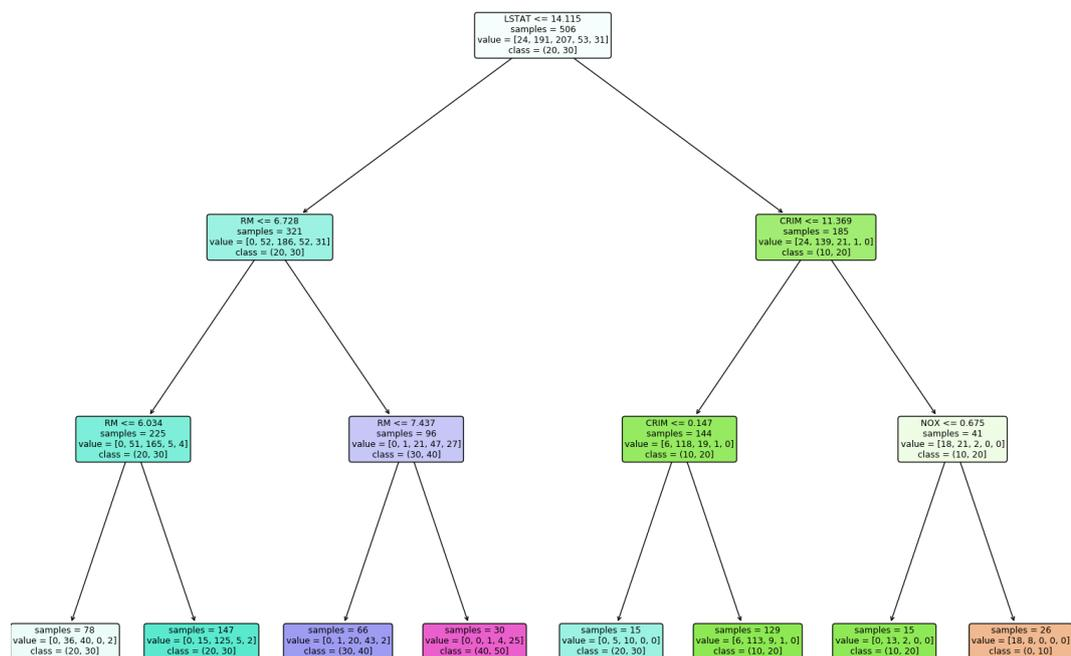 LSTAT <= 14.115
samples = 506
value = [24, 191, 207, 53, 31]
class = (20, 30]
RM <= 6.728
samples = 321
value = [0, 52, 186, 52, 31]
class = (20, 30]
CRIM <= 11.369
samples = 185
value = [24, 139, 21, 1, 0]
class = (10, 20]
RM <= 6.034
samples = 225
value = [0, 51, 165, 5, 4]
class = (20, 30]
RM <= 7.437
samples = 96
value = [0, 1, 21, 47, 27]
class = (30, 40]
CRIM <= 0.147
samples = 144
value = [6, 118, 19, 1, 0]
class = (10, 20]
NOX <= 0.675
samples = 41
value = [18, 21, 2, 0, 0]
class = (10, 20]
samples = 78
value = [0, 36, 40, 0, 2]
class = (20, 30]
samples = 147
value = [0, 15, 125, 5, 2]
class = (20, 30]
samples = 66
value = [0, 1, 20, 43, 2]
class = (30, 40]
samples = 30
value = [0, 0, 1, 4, 25]
class = (40, 50]
samples = 15
value = [0, 5, 10, 0, 0]
class = (20, 30]
samples = 129
value = [6, 113, 9, 1, 0]
class = (10, 20]
samples = 15
value = [0, 13, 2, 0, 0]
class = (10, 20]
samples = 26
value = [18, 8, 0, 0, 0]
class = (0, 10]